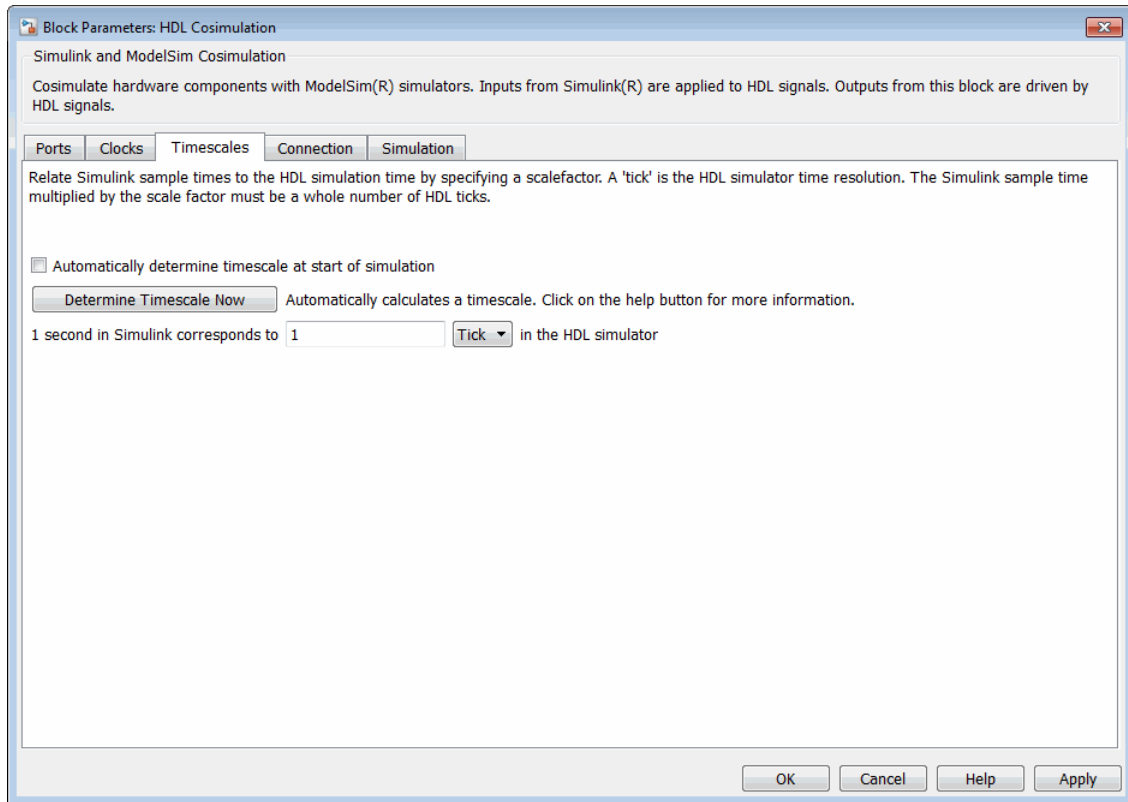 Block Parameters: HDL Cosimulation
Simulink and ModelSim Cosimulation
Cosimulate hardware components with ModelSim(R) simulators. Inputs from Simulink(R) are applied to HDL signals. Outputs from this block are driven by
HDL signals.
Ports Clocks Timescales Connection Simulation
Relate Simulink sample times to the HDL simulation time by specifying a scalefactor. A 'tick' is the HDL simulator time resolution. The Simulink sample time
multiplied by the scale factor must be a whole number of HDL ticks.
Automatically determine timescale at start of simulation
Determine Timescale Now Automatically calculates a timescale. Click on the help button for more information.
1 second in Simulink corresponds to 1 Tick in the HDL simulator
OK Cancel Help Apply